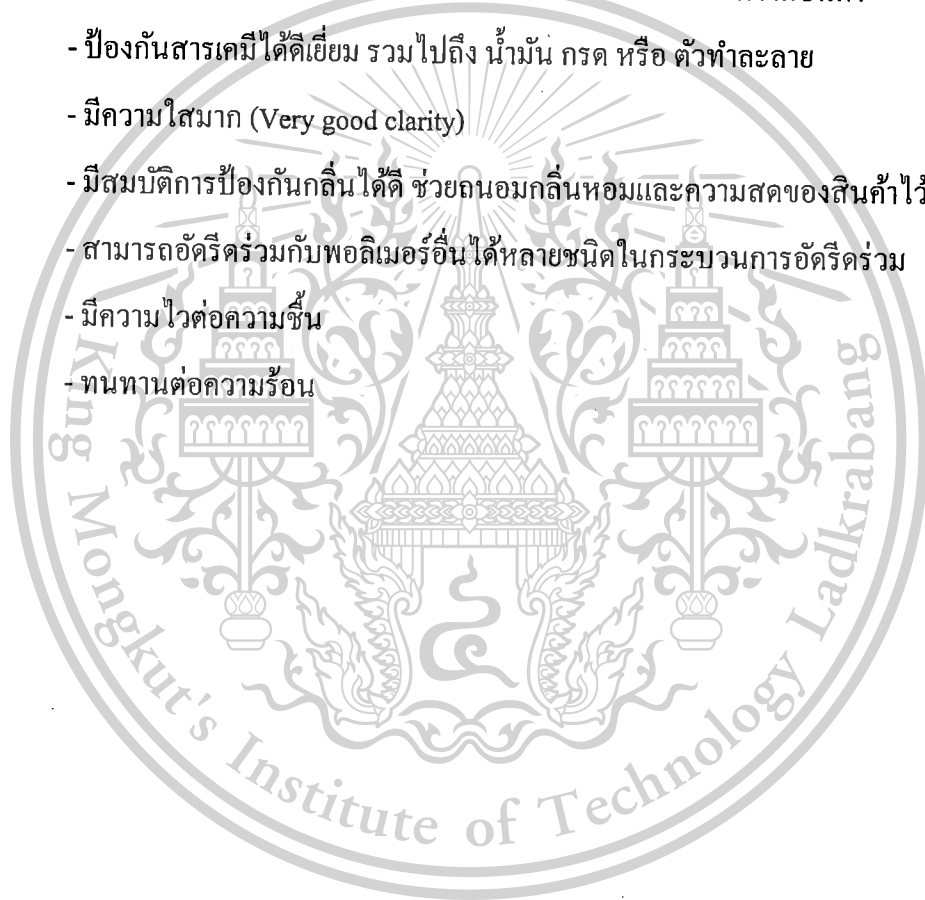 - ป้องกันสารเคมีได้ดีเยี่ยม รวมไปถึง น้ำมัน กรด หรือ ตัวทำละลาย
- มีความใสมาก (Very good clarity)
- มีสมบัติการป้องกันกลิ่นได้ดี ช่วยถนอมกลิ่นหอมและความสดของสินค้าไว้
- สามารถอัดรีดร่วมกับพอลิเมอร์อื่นได้หลายชนิดในกระบวนการอัดรีดร่วม
- มีความไวต่อความชื้น
- ทนทานต่อความร้อน
King Mongkut's Institute of Technology Ladkrabang